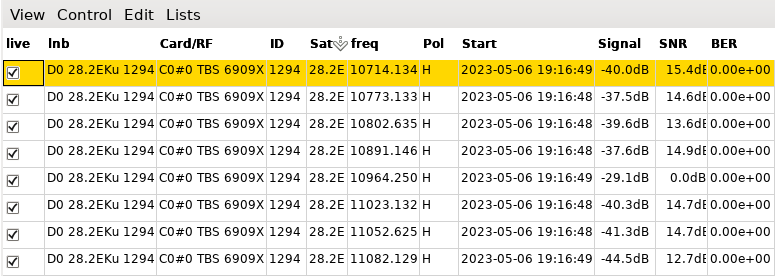 View Control Edit Lists
live lnb Card/RF ID Sat freq Pol Start Signal SNR BER
D0 28.2EKu 1294 C0#0 TBS 6909X 1294 28.2E 10714.134 H 2023-05-06 19:16:49 -40.0dB 15.4dB 0.00e+00
D0 28.2EKu 1294 C0#0 TBS 6909X 1294 28.2E 10773.133 H 2023-05-06 19:16:48 -37.5dB 14.6dB 0.00e+00
D0 28.2EKu 1294 C0#0 TBS 6909X 1294 28.2E 10802.635 H 2023-05-06 19:16:48 -39.6dB 13.6dB 0.00e+00
D0 28.2EKu 1294 C0#0 TBS 6909X 1294 28.2E 10891.146 H 2023-05-06 19:16:48 -37.6dB 14.9dB 0.00e+00
D0 28.2EKu 1294 C0#0 TBS 6909X 1294 28.2E 10964.250 H 2023-05-06 19:16:49 -29.1dB 0.0dB 0.00e+00
D0 28.2EKu 1294 C0#0 TBS 6909X 1294 28.2E 11023.132 H 2023-05-06 19:16:48 -40.3dB 14.7dB 0.00e+00
D0 28.2EKu 1294 C0#0 TBS 6909X 1294 28.2E 11052.625 H 2023-05-06 19:16:49 -41.3dB 14.7dB 0.00e+00
D0 28.2EKu 1294 C0#0 TBS 6909X 1294 28.2E 11082.129 H 2023-05-06 19:16:49 -44.5dB 12.7dB 0.00e+00